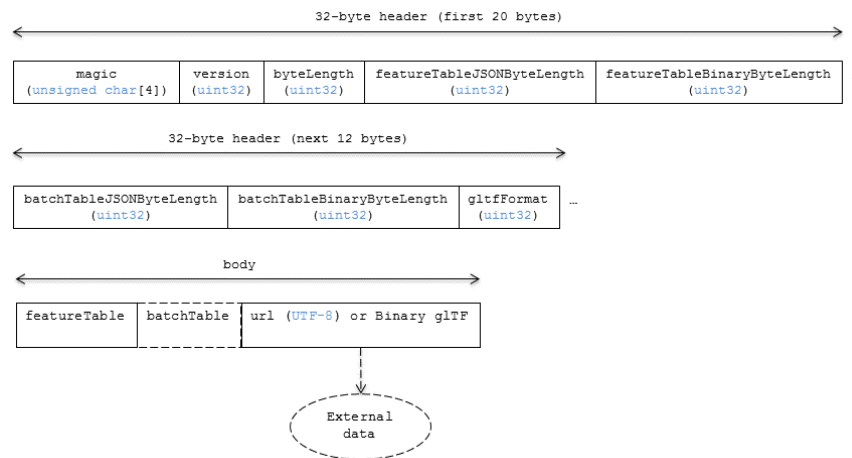 32-byte header (first 20 bytes)
magic version byteLength featureTableJSONByteLength featureTableBinaryByteLength
(unsigned char[4]) (uint32) (uint32) (uint32) (uint32)
32-byte header (next 12 bytes)
batchTableJSONByteLength batchTableBinaryByteLength gltfFormat …
(uint32) (uint32) (uint32)
body
featureTable batchTable url (UTF-8) or Binary glTF
External
data